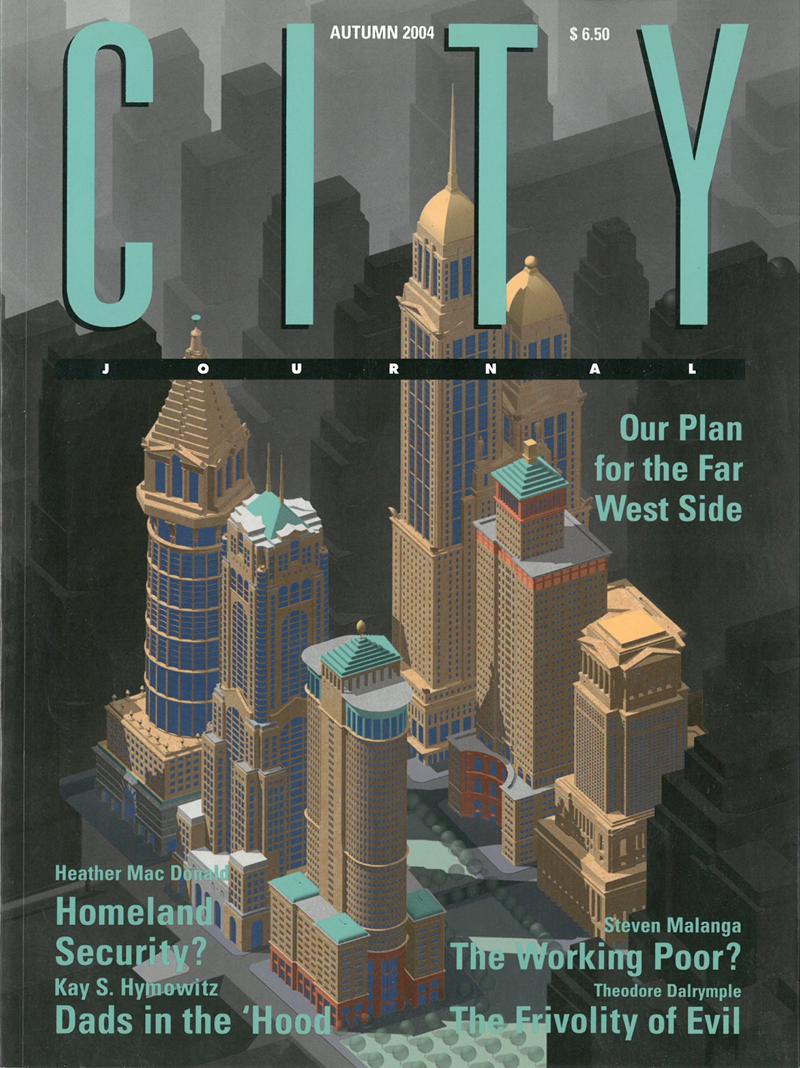 CITY
AUTUMN 2004
$ 6.50
JOURNAL
Our Plan
for the Far
West Side
Heather Mac Donald
Homeland
Security?
Kay S. Hymowitz
Dads in the ‘Hood
Steven Malanga
The Working Poor?
Theodore Dalrymple
The Frivolity of Evil